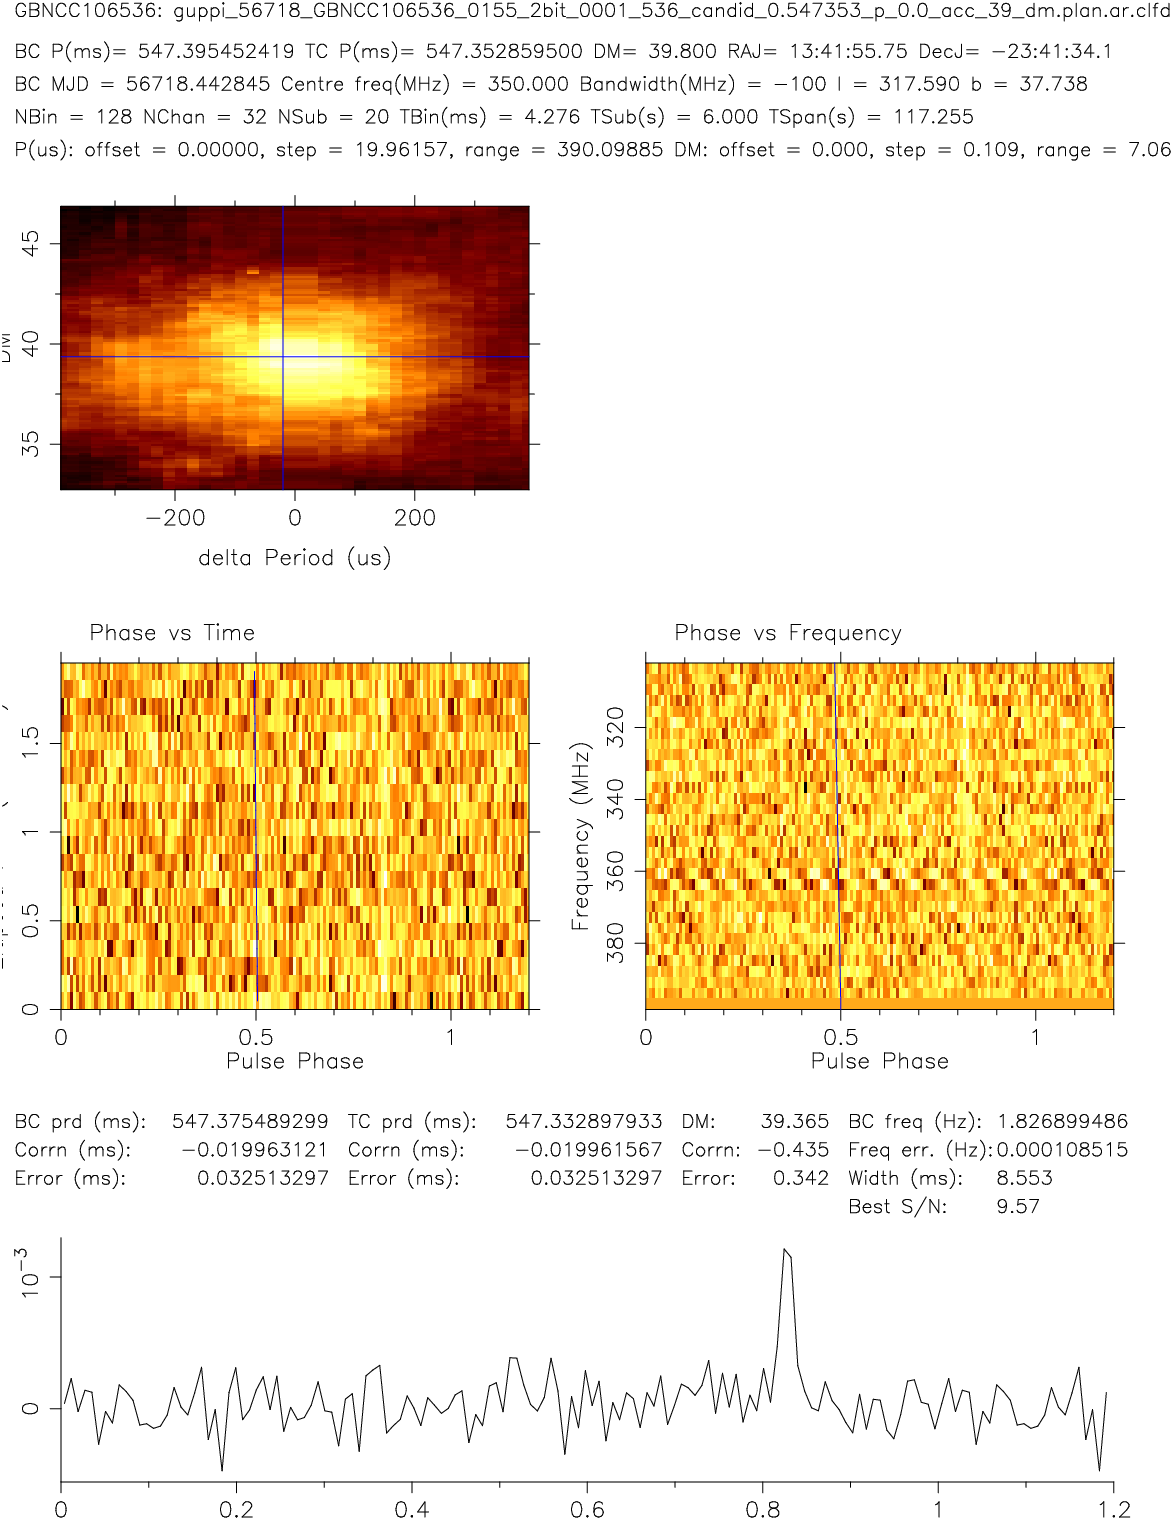 GBNCC106536: guppi_56718_GBNCC106536_0155_2bit_0001_536_candid_0.547353_p_0.0_acc_39_dm.plan.ar.clfd
BC P(ms)= 547.395452419 TC P(ms)= 547.352859500 DM= 39.800 RAJ= 13:41:55.75 DecJ= −23:41:34.1
BC MJD = 56718.442845 Centre freq(MHz) = 350.000 Bandwidth(MHz) = −100 l = 317.590 b = 37.738
NBin = 128 NChan = 32 NSub = 20 TBin(ms) = 4.276 TSub(s) = 6.000 TSpan(s) = 117.255
P(us): offset = 0.00000, step = 19.96157, range = 390.09885 DM: offset = 0.000, step = 0.109, range = 7.06
45
40
35
DM
−200 0 200
delta Period (us)
Phase vs Time
1.5
1
0.5
0
0 0.5 1
Pulse Phase
Phase vs Frequency
320
340
360
380
Frequency (MHz)
0 0.5 1
Pulse Phase
BC prd (ms): 547.375489299 TC prd (ms): 547.332897933 DM: 39.365 BC freq (Hz): 1.826899486
Corrn (ms): −0.019963121 Corrn (ms): −0.019961567 Corrn: −0.435 Freq err. (Hz): 0.000108515
Error (ms): 0.032513297 Error (ms): 0.032513297 Error: 0.342 Width (ms): 8.553
Best S/N: 9.57
10⁻³
0
0 0.2 0.4 0.6 0.8 1 1.2